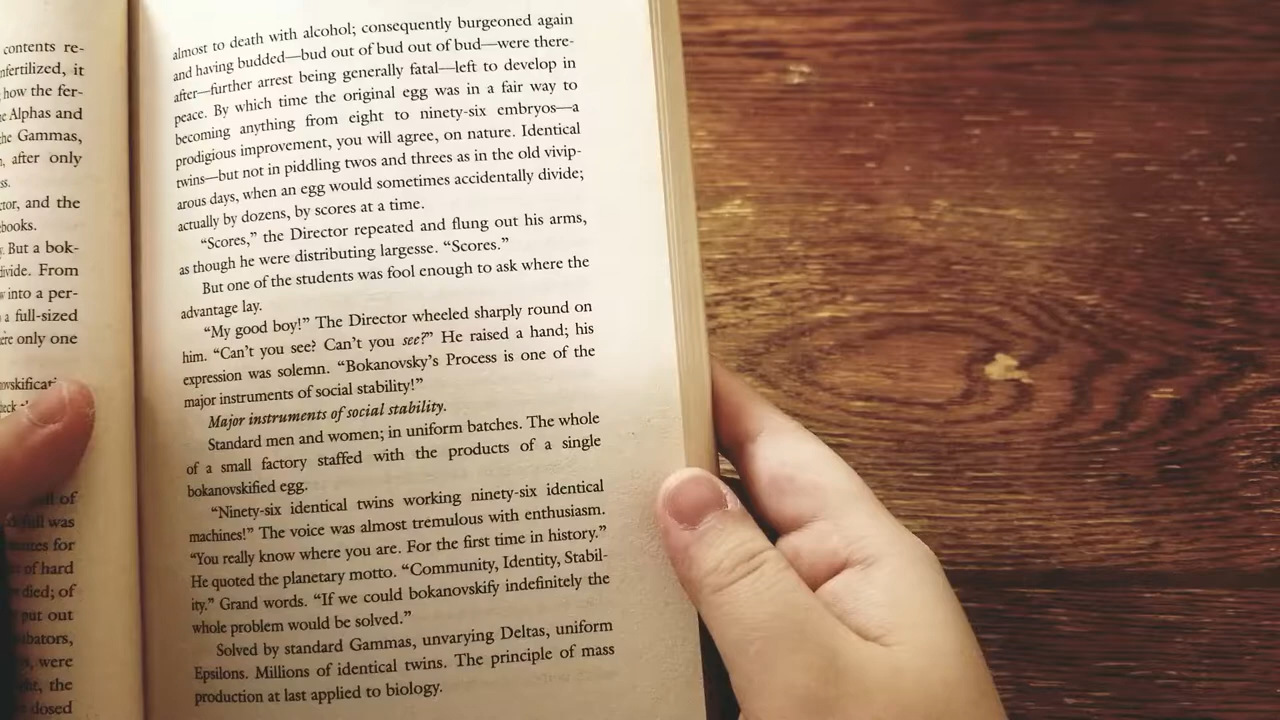 contents re-
nfertilized, it
how the fer-
Alphas and
the Gammas,
after only
ctor, and the
books.
But a bok-
divide. From
into a per-
a full-sized
ere only one
ovskificati
of
full was
for
of hard
died; of
put out
bators,
were
the
dosed
almost to death with alcohol; consequently burgeoned again
and having budded—bud out of bud out of bud—were there-
after—further arrest being generally fatal—left to develop in
peace. By which time the original egg was in a fair way to
becoming anything from eight to ninety-six embryos—a
prodigious improvement, you will agree, on nature. Identical
twins—but not in piddling twos and threes as in the old vivip-
arous days, when an egg would sometimes accidentally divide;
actually by dozens, by scores at a time.
“Scores,” the Director repeated and flung out his arms,
as though he were distributing largesse. “Scores.”
But one of the students was fool enough to ask where the
advantage lay.
“My good boy!” The Director wheeled sharply round on
him. “Can’t you see? Can’t you see?” He raised a hand; his
expression was solemn. “Bokanovsky’s Process is one of the
major instruments of social stability!”
Major instruments of social stability.
Standard men and women; in uniform batches. The whole
of a small factory staffed with the products of a single
bokanovskified egg.
“Ninety-six identical twins working ninety-six identical
machines!” The voice was almost tremulous with enthusiasm.
“You really know where you are. For the first time in history.”
He quoted the planetary motto. “Community, Identity, Stabil-
ity.” Grand words. “If we could bokanovskify indefinitely the
whole problem would be solved.”
Solved by standard Gammas, unvarying Deltas, uniform
Epsilons. Millions of identical twins. The principle of mass
production at last applied to biology.